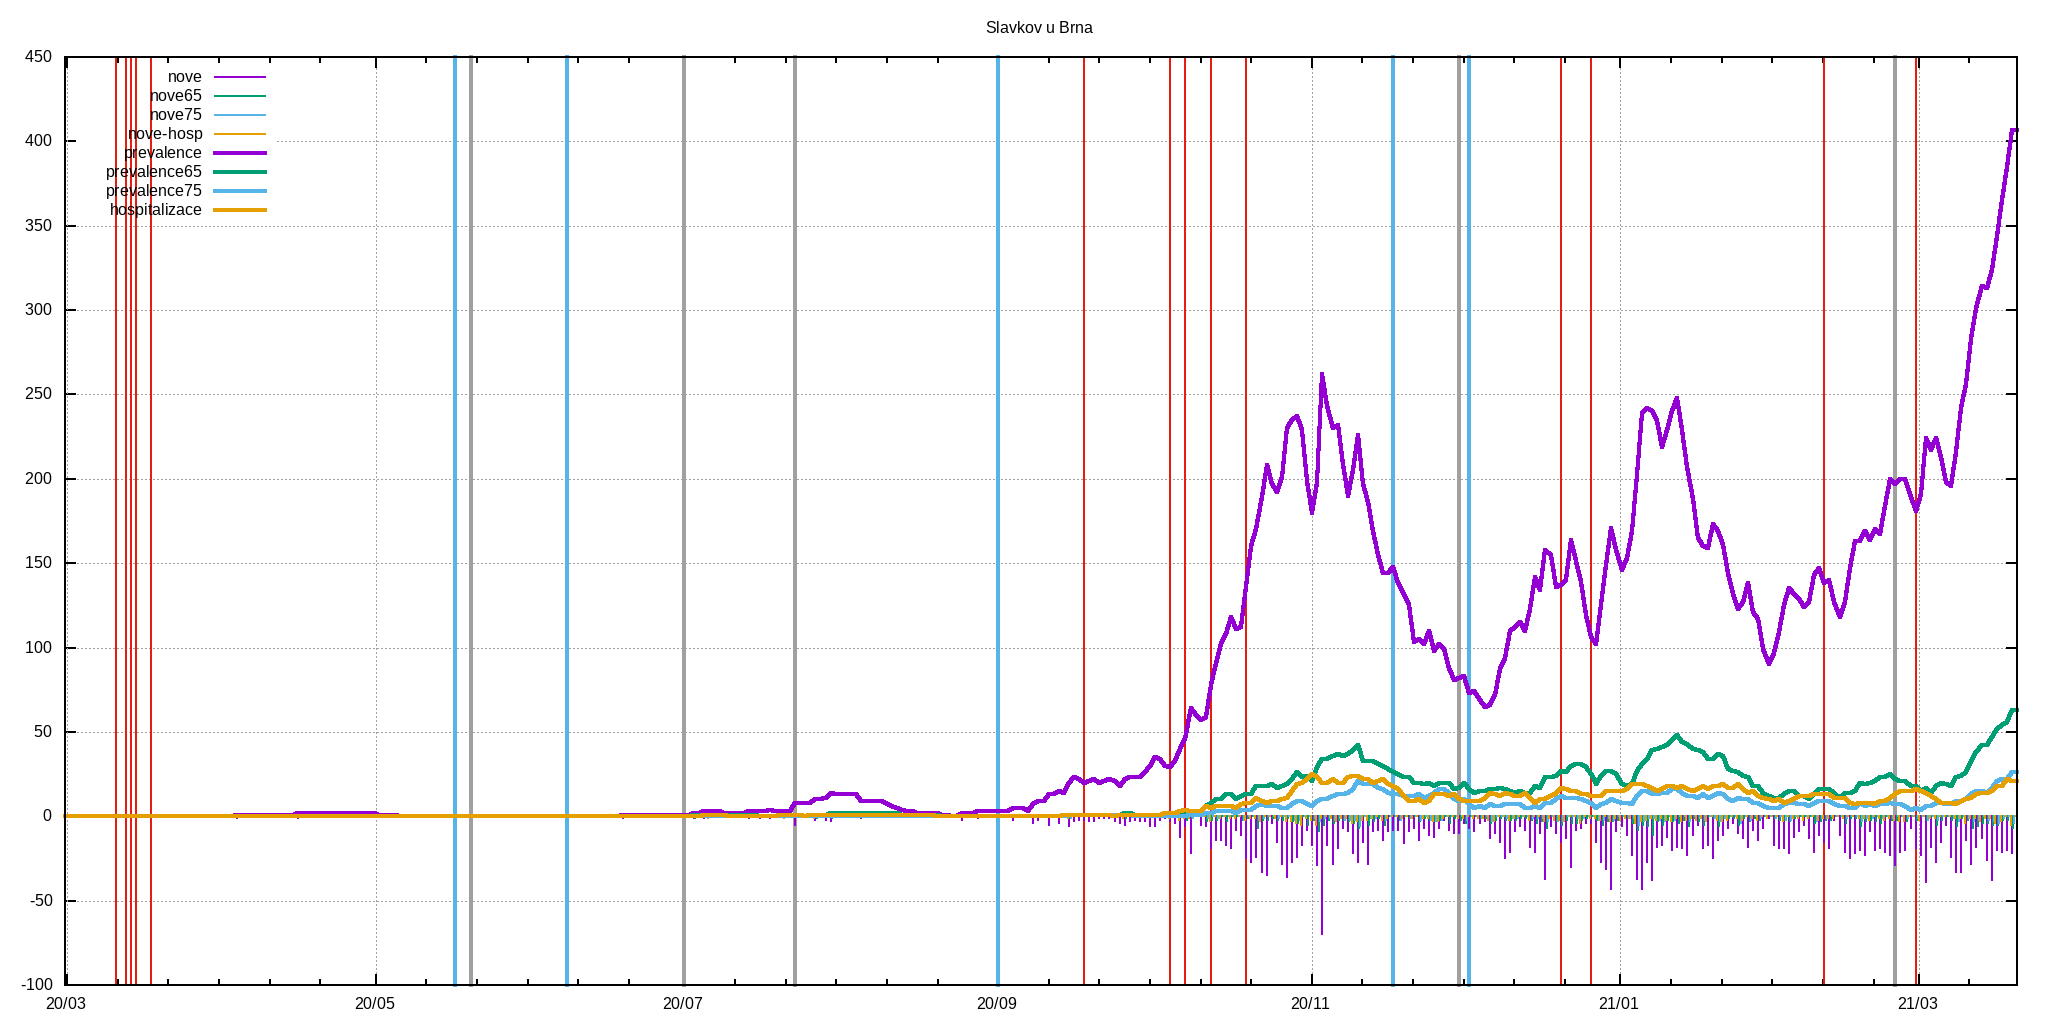 Slavkov u Brna
450
400
350
300
250
200
150
100
50
0
-50
-100
nove
nove65
nove75
nove-hosp
prevalence
prevalence65
prevalence75
hospitalizace
20/03
20/05
20/07
20/09
20/11
21/01
21/03